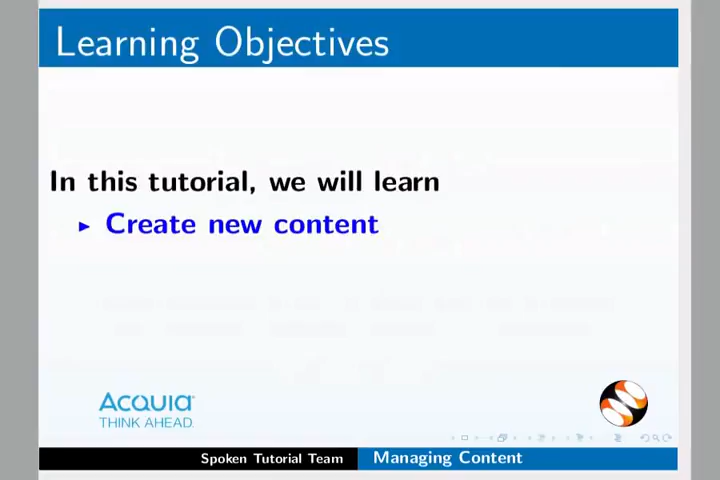 Learning Objectives
In this tutorial, we will learn
Create new content
Acquia
THINK AHEAD.
Spoken Tutorial Team
Managing Content